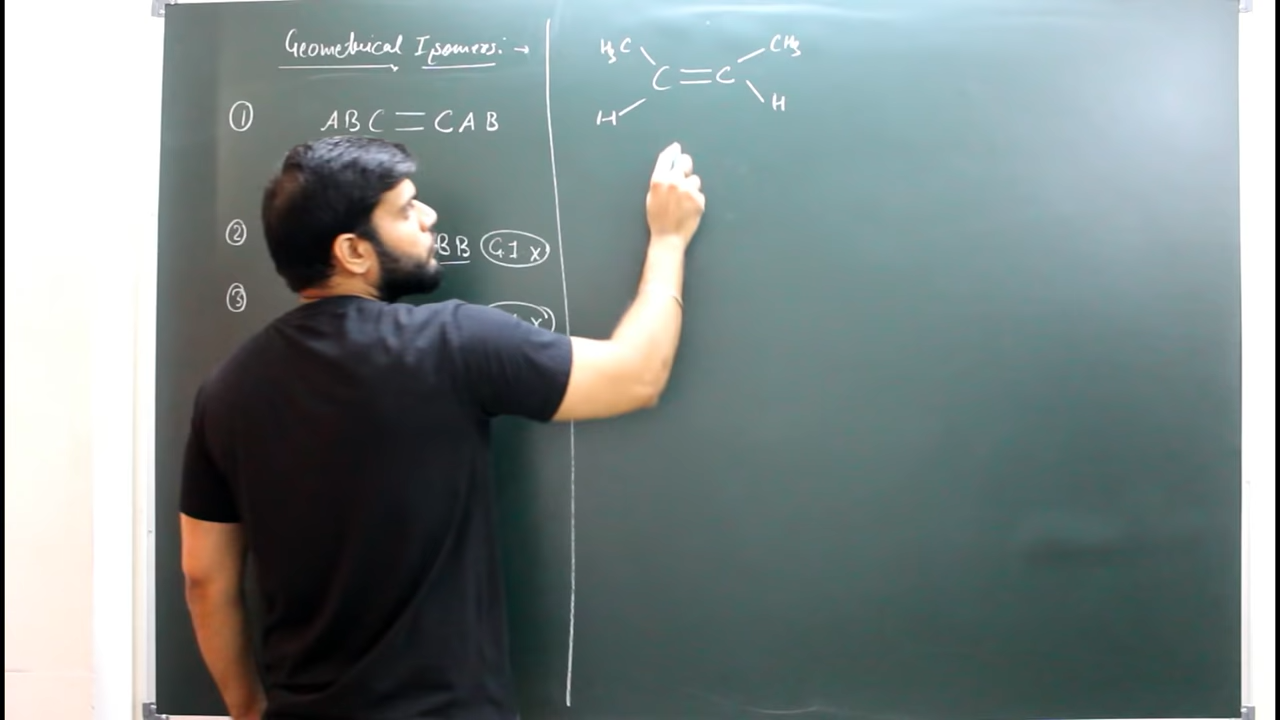 Geometrical Isomers: →
① ABC = CAB
② BB G.I x
③ x
H3C CH3
C = C
H H